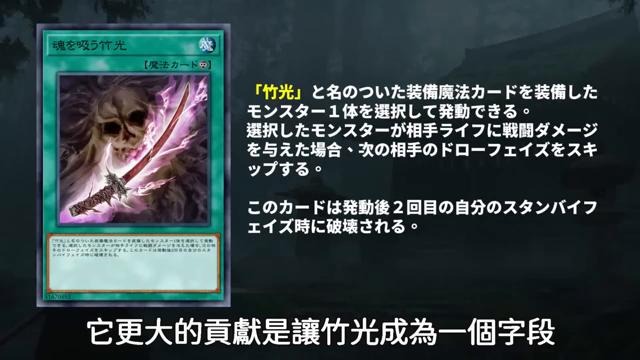 魂を吸う竹光
【魔法カード】
「竹光」と名のついた装備魔法カードを装備した
モンスター１体を選択して発動できる。
選択したモンスターが相手ライフに戦闘ダメージ
を与えた場合、次の相手のドローフェイズをスキ
ップする。
このカードは発動後２回目の自分のスタンバイフ
ェイズ時に破壊される。
它更大的貢獻是讓竹光成為一個字段